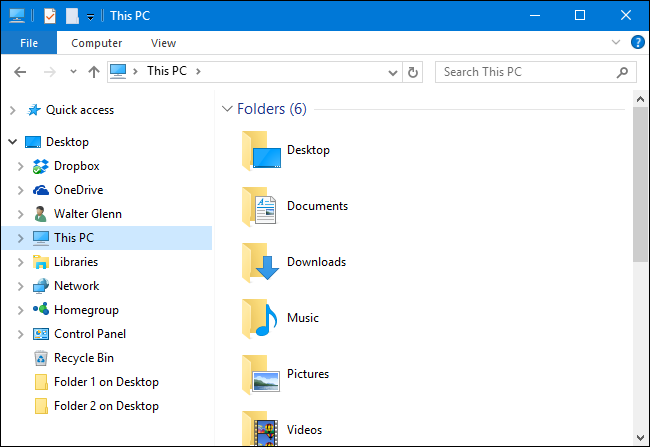 This PC
File Computer View
This PC
Search This PC
Quick access
Desktop
Dropbox
OneDrive
Walter Glenn
This PC
Libraries
Network
Homegroup
Control Panel
Recycle Bin
Folder 1 on Desktop
Folder 2 on Desktop
Folders (6)
Desktop
Documents
Downloads
Music
Pictures
Videos